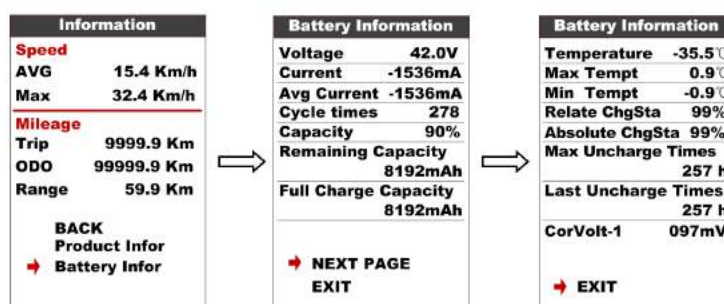 Information
Speed
AVG 15.4 Km/h
Max 32.4 Km/h
Mileage
Trip 9999.9 Km
ODO 99999.9 Km
Range 59.9 Km
BACK
Product Infor
Battery Infor
Battery Information
Voltage 42.0V
Current -1536mA
Avg Current -1536mA
Cycle times 278
Capacity 90%
Remaining Capacity
8192mAh
Full Charge Capacity
8192mAh
NEXT PAGE
EXIT
Battery Information
Temperature -35.5℃
Max Tempt 0.9℃
Min Tempt -0.9℃
Relate ChgSta 99%
Absolute ChgSta 99%
Max Uncharge Times
257 h
Last Uncharge Times
257 h
CorVolt-1 097mV
EXIT